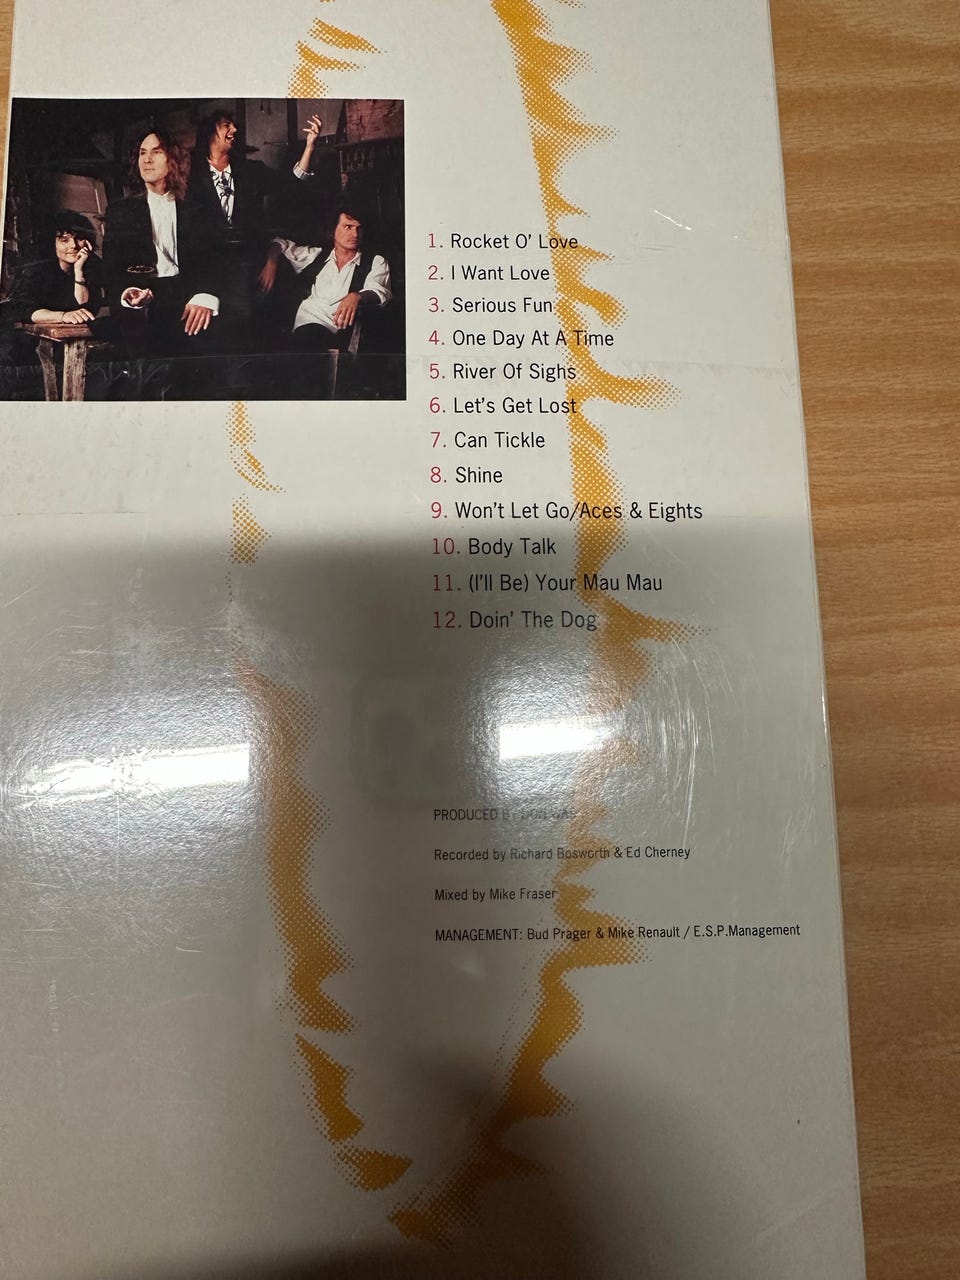 1. Rocket O' Love
2. I Want Love
3. Serious Fun
4. One Day At A Time
5. River Of Sighs
6. Let's Get Lost
7. Can Tickle
8. Shine
9. Won't Let Go/Aces & Eights
10. Body Talk
11. (I'll Be) Your Mau Mau
12. Doin' The Dog
PRODUCED BY DON WAS
Recorded by Richard Bosworth & Ed Cherney
Mixed by Mike Fraser
MANAGEMENT: Bud Prager & Mike Renault / E.S.P.Management